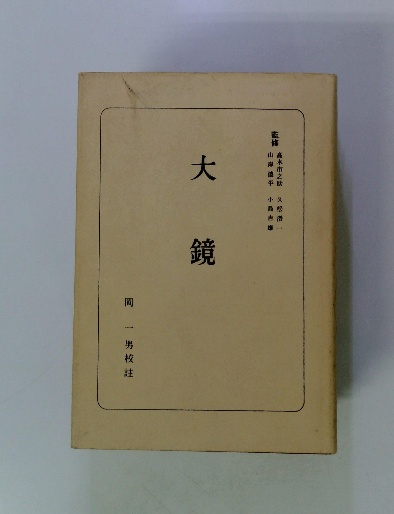 監修
高木市之助 久松潜一
山岸徳平 小島吉雄
大鏡
岡一男校註